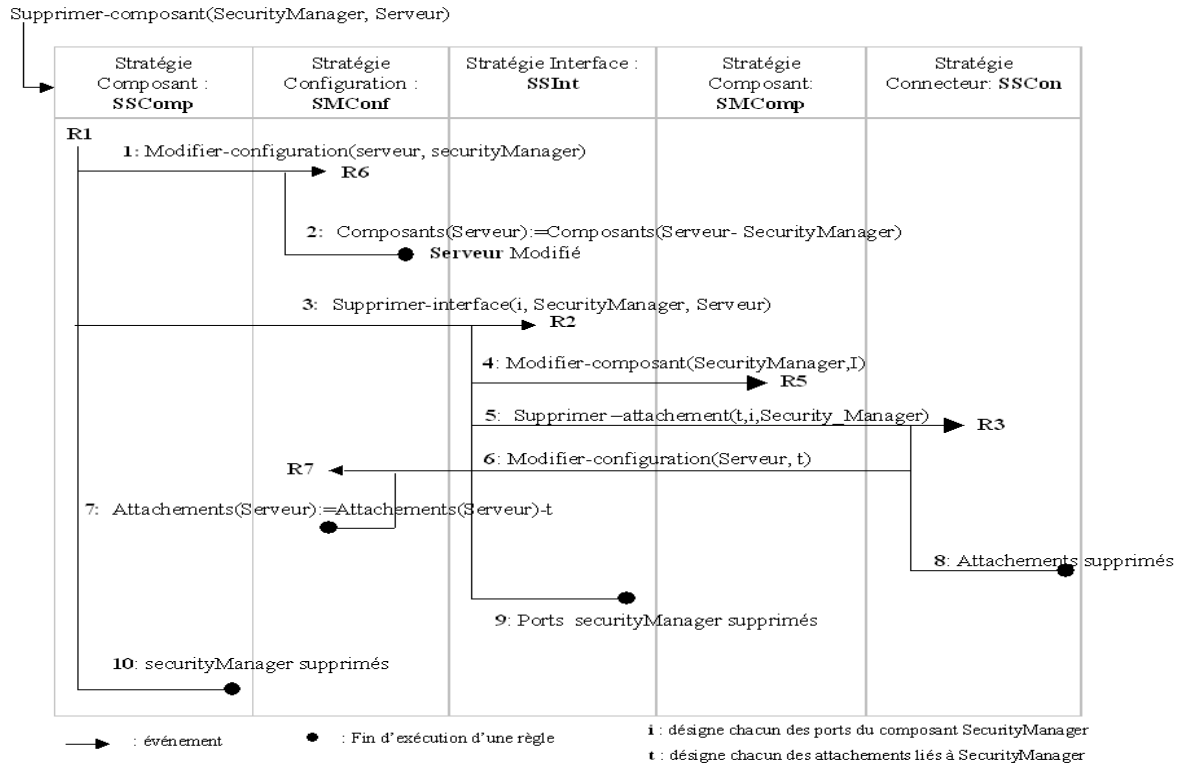 Supprimer-composant(SecurityManager, Serveur)
Stratégie
Composant :
SSComp
Stratégie
Configuration :
SMConf
Stratégie Interface :
SSInt
Stratégie
Composant:
SMComp
Stratégie
Connecteur: SSCon
R1
1: Modifier-configuration(serveur, securityManager)
R6
2: Composants(Serveur):=Composants(Serveur- SecurityManager)
Serveur Modifié
3: Supprimer-interface(i, SecurityManager, Serveur)
R2
4: Modifier-composant(SecurityManager,I)
R5
5: Supprimer–attachement(t,i,Security_Manager)
R3
6: Modifier-configuration(Serveur, t)
R7
7: Attachements(Serveur):=Attachements(Serveur)-t
8: Attachements supprimés
9: Ports securityManager supprimés
10: securityManager supprimés
: événement
: Fin d'exécution d'une règle
i : désigne chacun des ports du composant SecurityManager
t : désigne chacun des attachements liés à SecurityManager